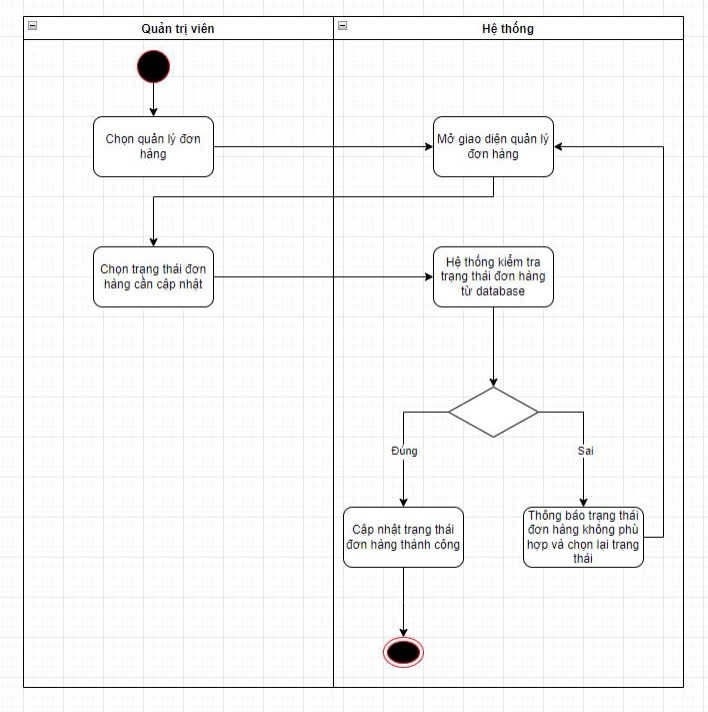 Quản trị viên
Hệ thống
Chọn quản lý đơn
hàng
Mở giao diện quản lý
đơn hàng
Chọn trạng thái đơn
hàng cần cập nhật
Hệ thống kiểm tra
trạng thái đơn hàng
từ database
Đúng
Sai
Cập nhật trạng thái
đơn hàng thành công
Thông báo trạng thái
đơn hàng không phù
hợp và chọn lại trạng
thái